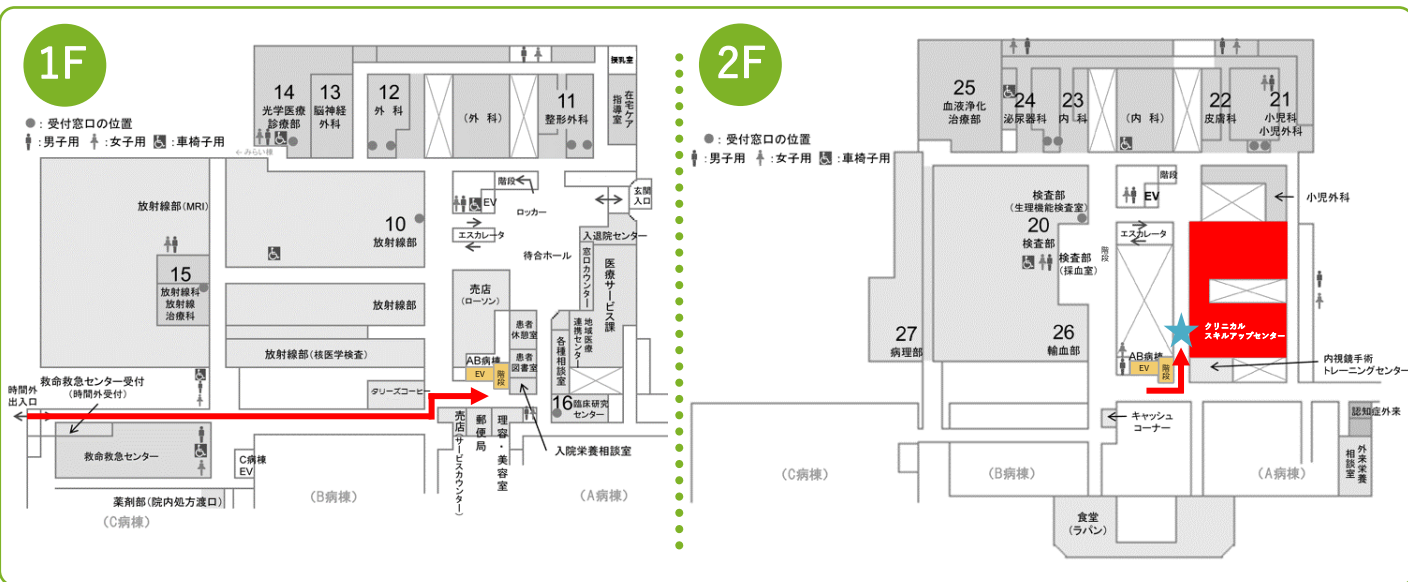 1F
●：受付窓口の位置
：男子用 ：女子用 ：車椅子用
14
光学医療
診療部
13
脳神経
外科
12
外 科
(外 科)
11
整形外科
授乳室
在宅ケア
指導室
←みらい棟
放射線部(MRI)
10
放射線部
階段
EV
ロッカー
エスカレータ
玄関
入口
待合ホール
入退院センター
窓口カウンター
医療サービス課
15
放射線科
放射線
治療科
放射線部
売店
(ローソン)
放射線部(核医学検査)
患者
休憩室
患者
図書室
地域医療
連携センター
各種相談室
AB病棟
EV
階段
タリーズコーヒー
16
臨床研究
センター
時間外
出入口
救命救急センター受付
(時間外受付)
救命救急センター
C病棟
EV
売店(サービスカウンター)
郵便局
理容・美容室
入院栄養相談室
薬剤部(院内処方渡口)
(C病棟)
(B病棟)
(A病棟)
2F
●：受付窓口の位置
：男子用 ：女子用 ：車椅子用
25
血液浄化
治療部
24
泌尿器科
23
内 科
(内 科)
22
皮膚科
21
小児科
小児外科
階段
EV
小児外科
検査部
(生理機能検査室)
20
検査部
検査部
(採血室)
階段
エスカレータ
27
病理部
26
輸血部
クリニカル
スキルアップセンター
AB病棟
EV
階段
内視鏡手術
トレーニングセンター
キャッシュ
コーナー
認知症外来
外来栄養
相談室
(C病棟)
(B病棟)
(A病棟)
食堂
(ラパン)